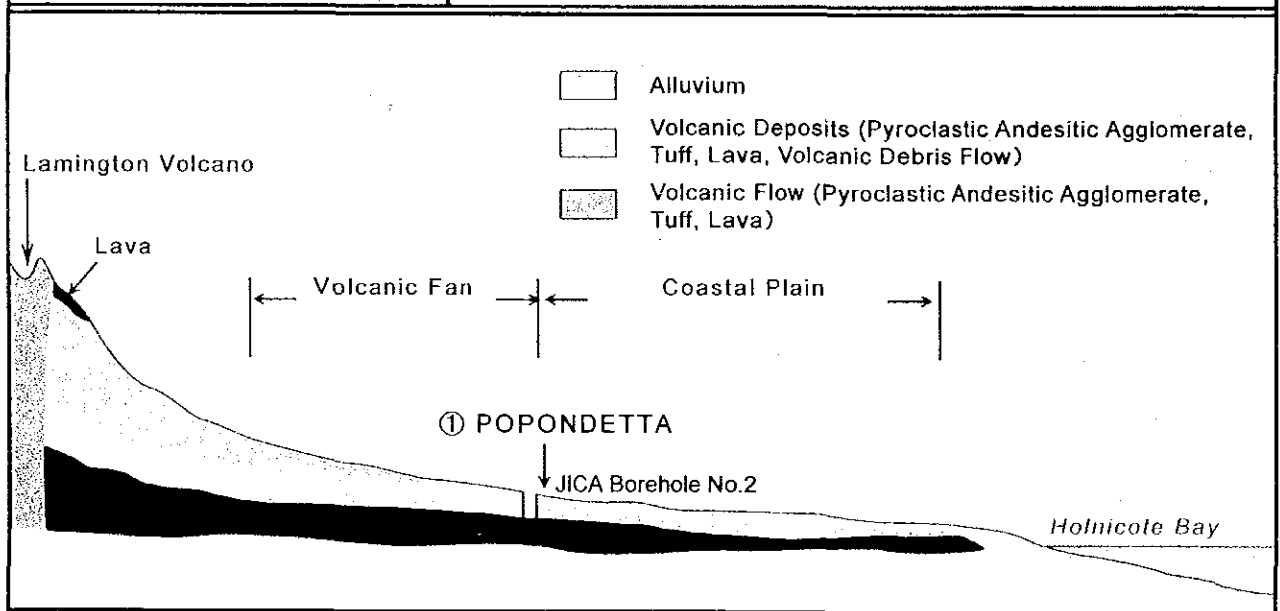 Alluvium
Volcanic Deposits (Pyroclastic Andesitic Agglomerate,
Tuff, Lava, Volcanic Debris Flow)
Volcanic Flow (Pyroclastic Andesitic Agglomerate,
Tuff, Lava)
Lamington Volcano
Lava
Volcanic Fan
Coastal Plain
① POPONDETTA
JICA Borehole No.2
Holnicote Bay